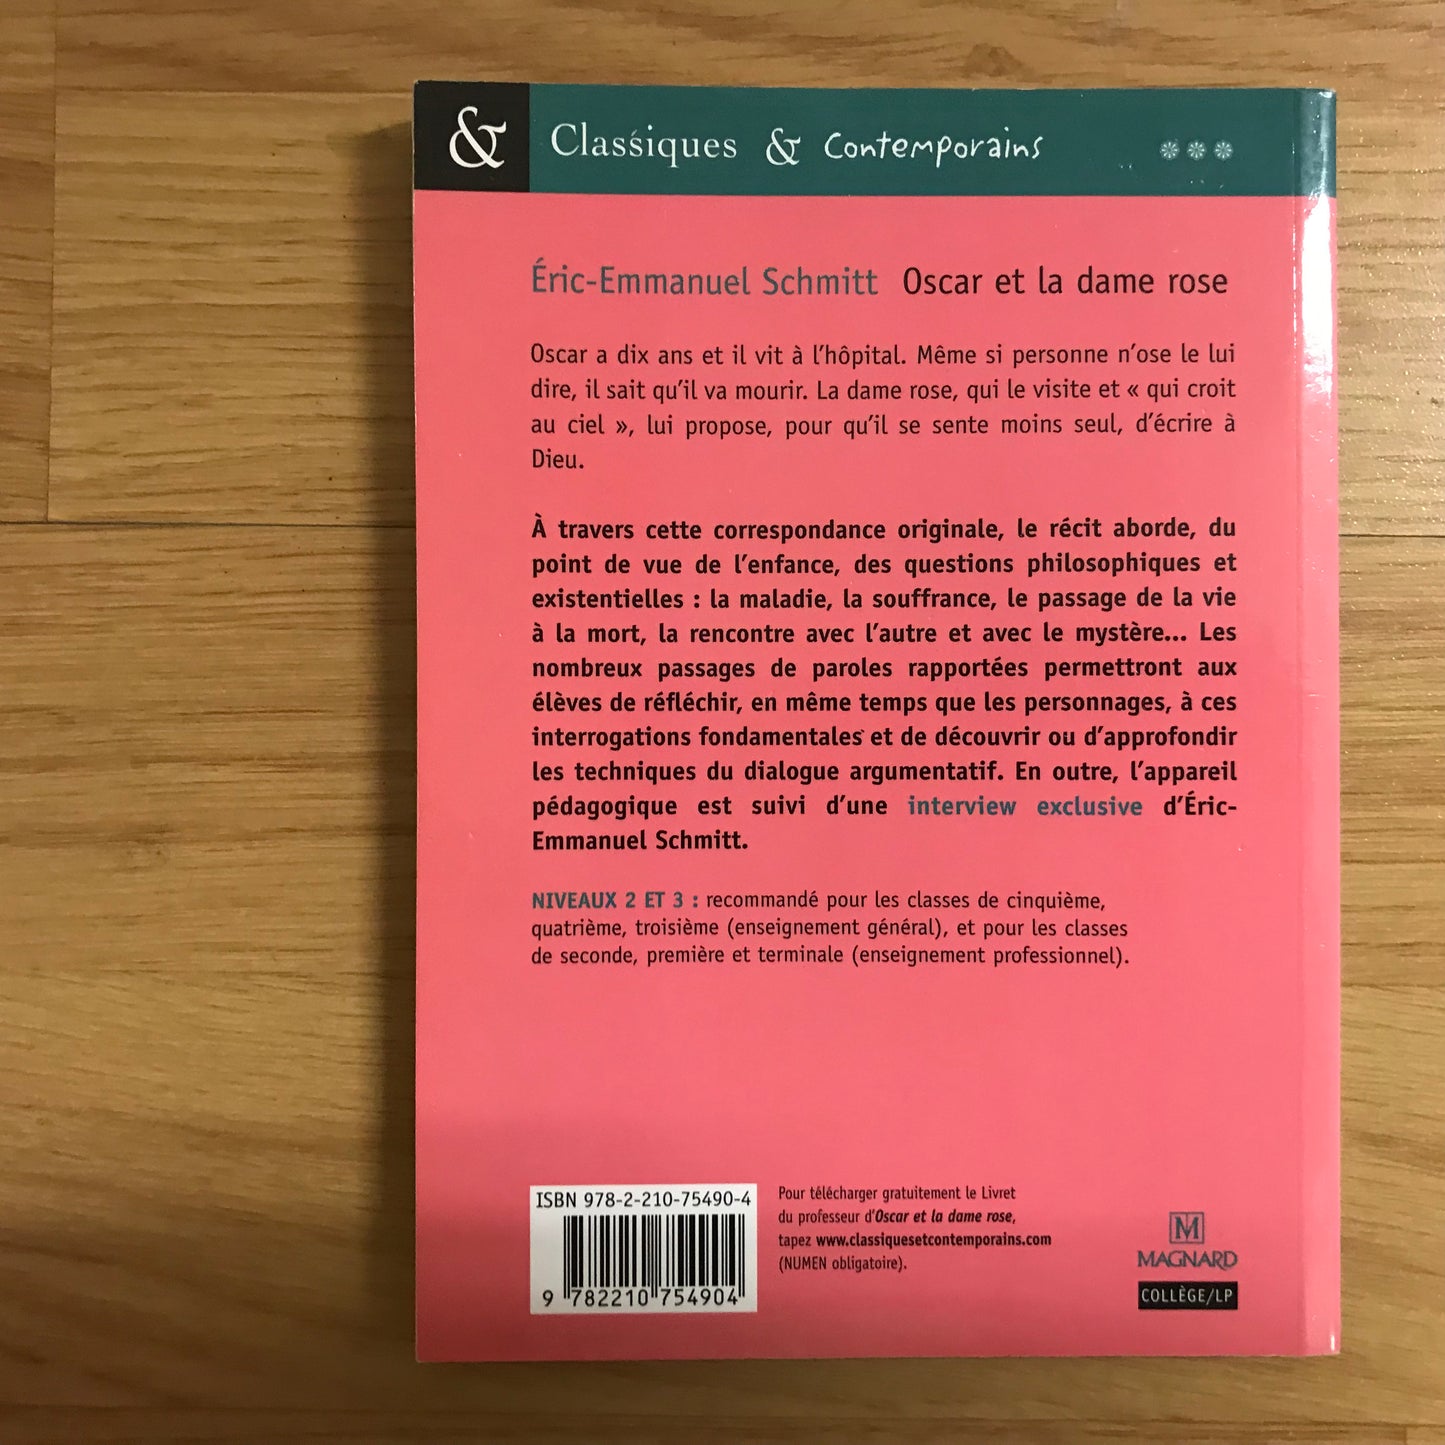 & Classiques & Contemporains ***
Éric-Emmanuel Schmitt Oscar et la dame rose
Oscar a dix ans et il vit à l'hôpital. Même si personne n'ose le lui
dire, il sait qu'il va mourir. La dame rose, qui le visite et « qui croit
au ciel », lui propose, pour qu'il se sente moins seul, d'écrire à
Dieu.
À travers cette correspondance originale, le récit aborde, du
point de vue de l'enfance, des questions philosophiques et
existentielles : la maladie, la souffrance, le passage de la vie
à la mort, la rencontre avec l'autre et avec le mystère... Les
nombreux passages de paroles rapportées permettront aux
élèves de réfléchir, en même temps que les personnages, à ces
interrogations fondamentales et de découvrir ou d'approfondir
les techniques du dialogue argumentatif. En outre, l'appareil
pédagogique est suivi d'une interview exclusive d'Éric-
Emmanuel Schmitt.
NIVEAUX 2 ET 3 : recommandé pour les classes de cinquième,
quatrième, troisième (enseignement général), et pour les classes
de seconde, première et terminale (enseignement professionnel).
ISBN 978-2-210-75490-4
9 782210 754904
Pour télécharger gratuitement le Livret
du professeur d'Oscar et la dame rose,
tapez www.classiquesetcontemporains.com
(NUMEN obligatoire).
M
MAGNARD
COLLÈGE/LP